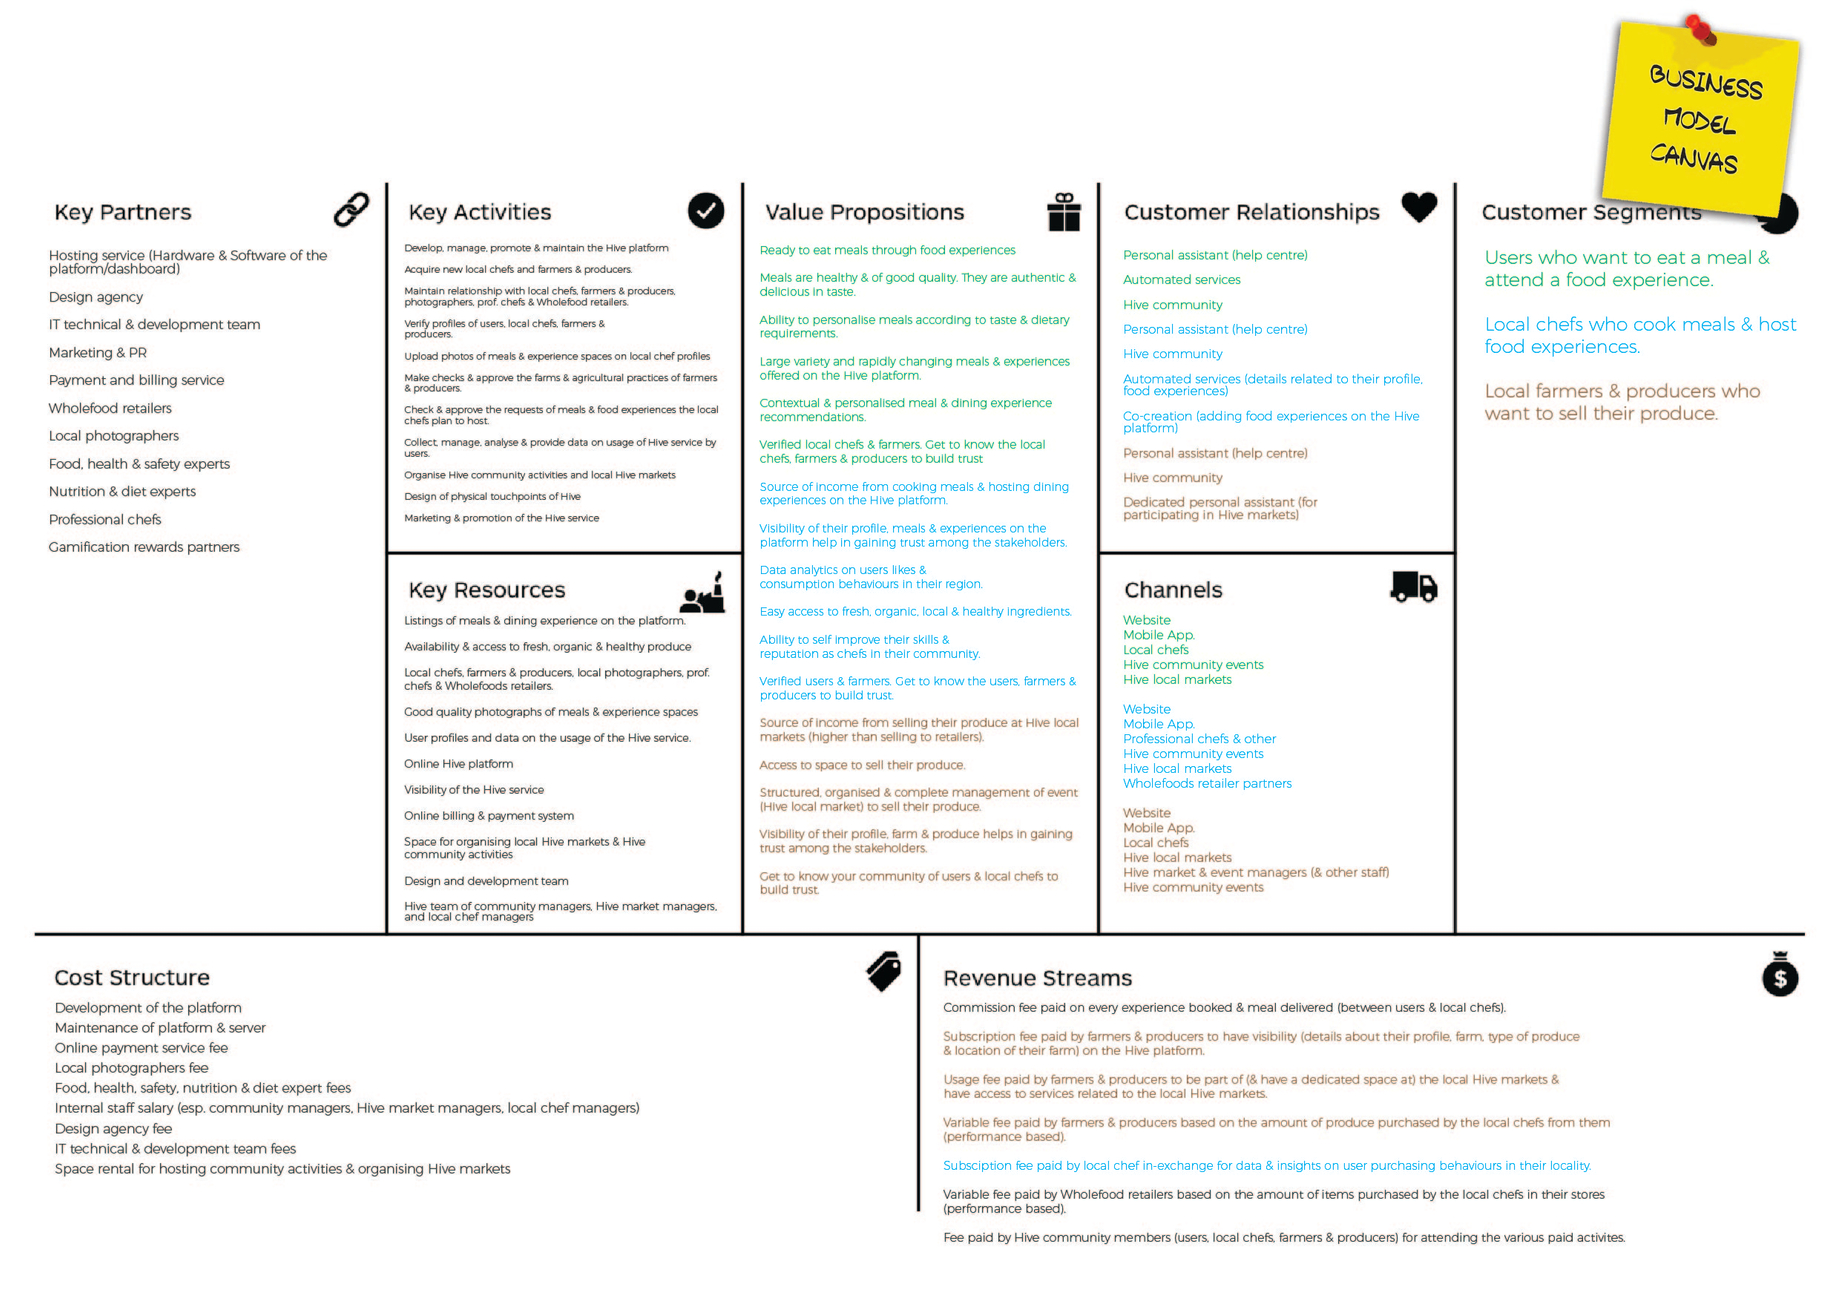 BUSINESS
MODEL
CANVAS
Key Partners
Hosting service (Hardware & Software of the
platform/dashboard)
Design agency
IT technical & development team
Marketing & PR
Payment and billing service
Wholefood retailers
Local photographers
Food, health & safety experts
Nutrition & diet experts
Professional chefs
Gamification rewards partners
Key Activities
Develop, manage, promote & maintain the Hive platform
Acquire new local chefs and farmers & producers.
Maintain relationship with local chefs, farmers & producers,
photographers, prof. chefs & Wholefood retailers.
Verify profiles of users, local chefs, farmers &
producers.
Upload photos of meals & experience spaces on local chef profiles
Make checks & approve the farms & agricultural practices of farmers
& producers.
Check & approve the requests of meals & food experiences the local
chefs plan to host.
Collect, manage, analyse & provide data on usage of Hive service by
users.
Organise Hive community activities and local Hive markets
Design of physical touchpoints of Hive
Marketing & promotion of the Hive service
Key Resources
Listings of meals & dining experience on the platform.
Availability & access to fresh, organic & healthy produce
Local chefs, farmers & producers, local photographers, prof.
chefs & Wholefoods retailers.
Good quality photographs of meals & experience spaces
User profiles and data on the usage of the Hive service.
Online Hive platform
Visibility of the Hive service
Online billing & payment system
Space for organising local Hive markets & Hive
community activities
Design and development team
Hive team of community managers, Hive market managers,
and local chef managers
Value Propositions
Ready to eat meals through food experiences
Meals are healthy & of good quality. They are authentic &
delicious in taste.
Ability to personalise meals according to taste & dietary
requirements.
Large variety and rapidly changing meals & experiences
offered on the Hive platform.
Contextual & personalised meal & dining experience
recommendations.
Verified local chefs & farmers. Get to know the local
chefs, farmers & producers to build trust
Source of income from cooking meals & hosting dining
experiences on the Hive platform.
Visibility of their profile, meals & experiences on the
platform help in gaining trust among the stakeholders.
Data analytics on users likes &
consumption behaviours in their region.
Easy access to fresh, organic, local & healthy ingredients.
Ability to self improve their skills &
reputation as chefs in their community.
Verified users & farmers. Get to know the users, farmers &
producers to build trust.
Source of income from selling their produce at Hive local
markets (higher than selling to retailers).
Access to space to sell their produce.
Structured, organised & complete management of event
(Hive local market) to sell their produce.
Visibility of their profile, farm & produce helps in gaining
trust among the stakeholders.
Get to know your community of users & local chefs to
build trust.
Customer Relationships
Personal assistant (help centre)
Automated services
Hive community
Personal assistant (help centre)
Hive community
Automated services (details related to their profile,
food experiences)
Co-creation (adding food experiences on the Hive
platform)
Personal assistant (help centre)
Hive community
Dedicated personal assistant (for
participating in Hive markets)
Channels
Website
Mobile App.
Local chefs
Hive community events
Hive local markets
Website
Mobile App.
Professional chefs & other
Hive community events
Hive local markets
Wholefoods retailer partners
Website
Mobile App.
Local chefs
Hive local markets
Hive market & event managers (& other staff)
Hive community events
Customer Segments
Users who want to eat a meal &
attend a food experience.
Local chefs who cook meals & host
food experiences.
Local farmers & producers who
want to sell their produce.
Cost Structure
Development of the platform
Maintenance of platform & server
Online payment service fee
Local photographers fee
Food, health, safety, nutrition & diet expert fees
Internal staff salary (esp. community managers, Hive market managers, local chef managers)
Design agency fee
IT technical & development team fees
Space rental for hosting community activities & organising Hive markets
Revenue Streams
Commission fee paid on every experience booked & meal delivered (between users & local chefs).
Subscription fee paid by farmers & producers to have visibility (details about their profile, farm, type of produce
& location of their farm) on the Hive platform.
Usage fee paid by farmers & producers to be part of (& have a dedicated space at) the local Hive markets &
have access to services related to the local Hive markets.
Variable fee paid by farmers & producers based on the amount of produce purchased by the local chefs from them
(performance based).
Subsciption fee paid by local chef in-exchange for data & insights on user purchasing behaviours in their locality.
Variable fee paid by Wholefood retailers based on the amount of items purchased by the local chefs in their stores
(performance based).
Fee paid by Hive community members (users, local chefs, farmers & producers) for attending the various paid activites.
$